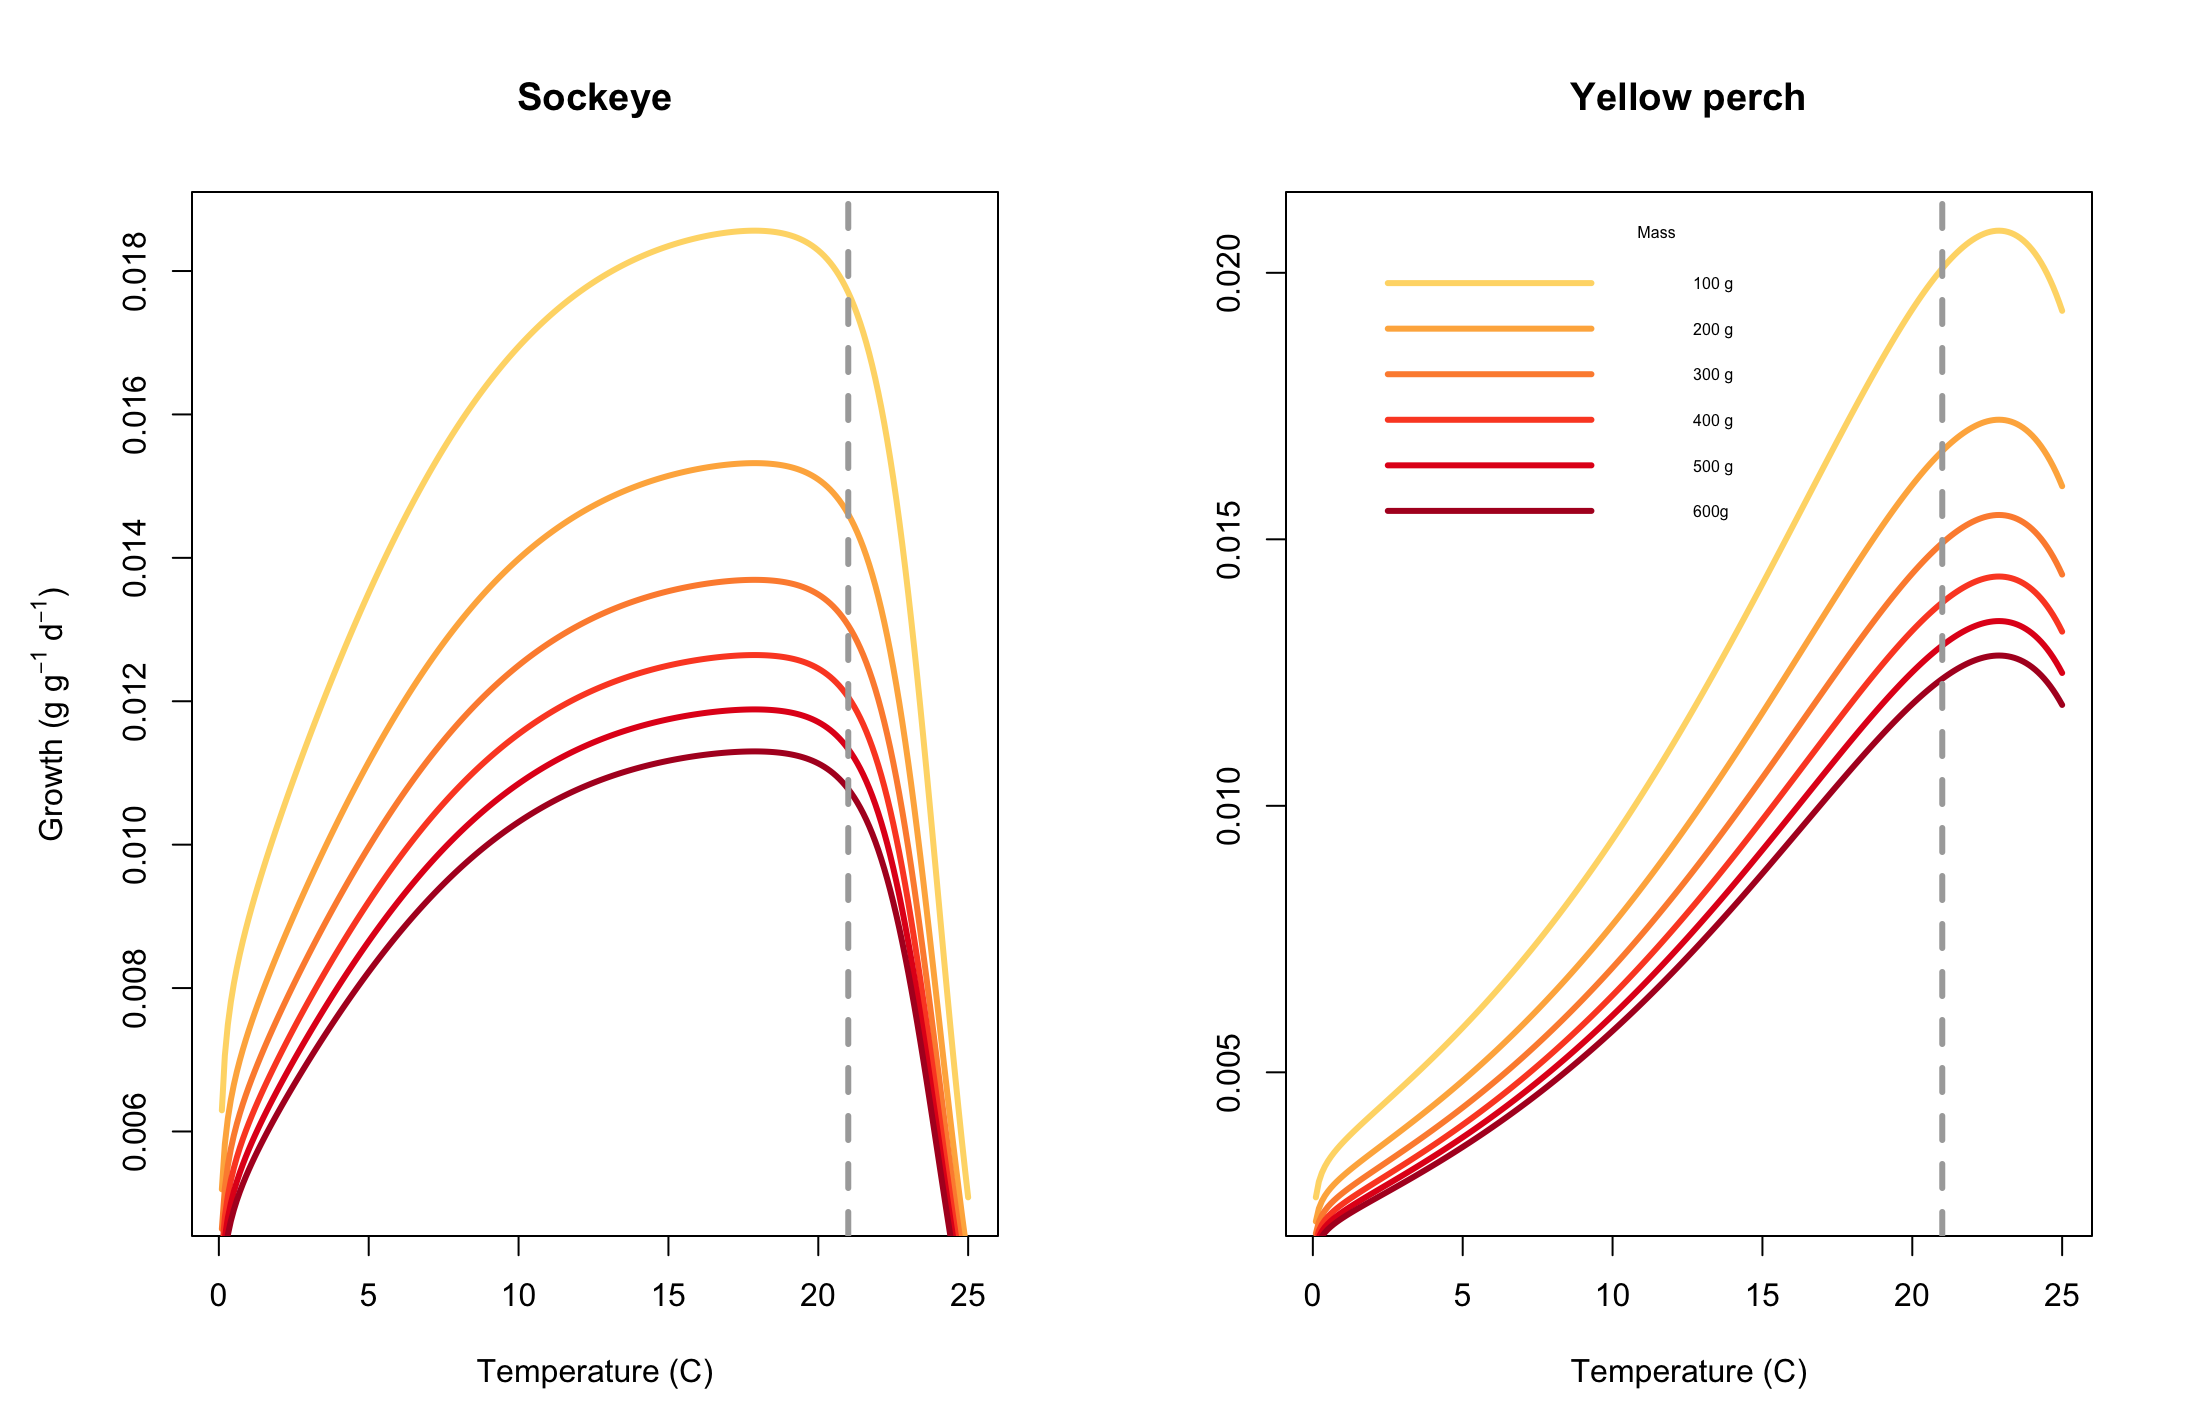 Sockeye
Growth (g g⁻¹ d⁻¹)
0.018
0.016
0.014
0.012
0.010
0.008
0.006
0 5 10 15 20 25
Temperature (C)
Yellow perch
0.020
0.015
0.010
0.005
Mass
100 g
200 g
300 g
400 g
500 g
600g
0 5 10 15 20 25
Temperature (C)